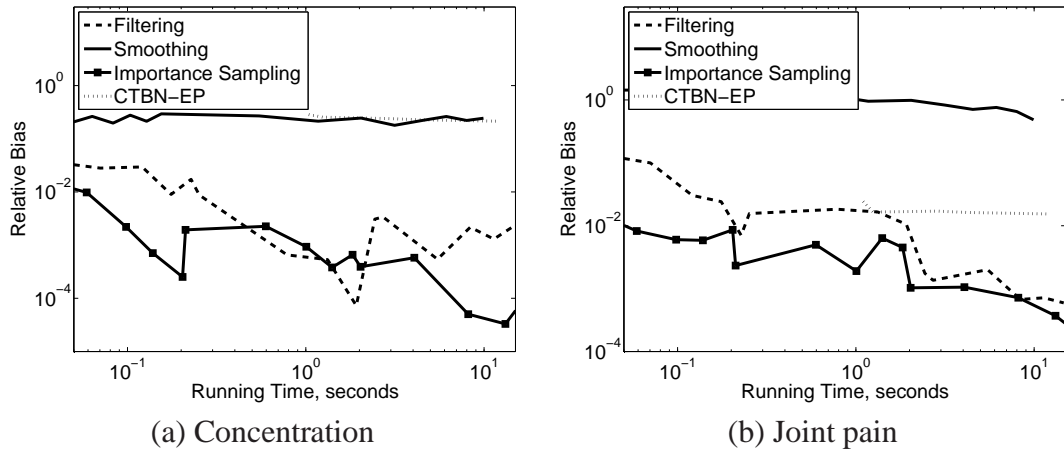 Filtering
Smoothing
Importance Sampling
CTBN−EP
10^0
10^−2
10^−4
Relative Bias
10^−1
10^0
10^1
Running Time, seconds
(a) Concentration
Filtering
Smoothing
Importance Sampling
CTBN−EP
10^0
10^−2
10^−4
Relative Bias
10^−1
10^0
10^1
Running Time, seconds
(b) Joint pain